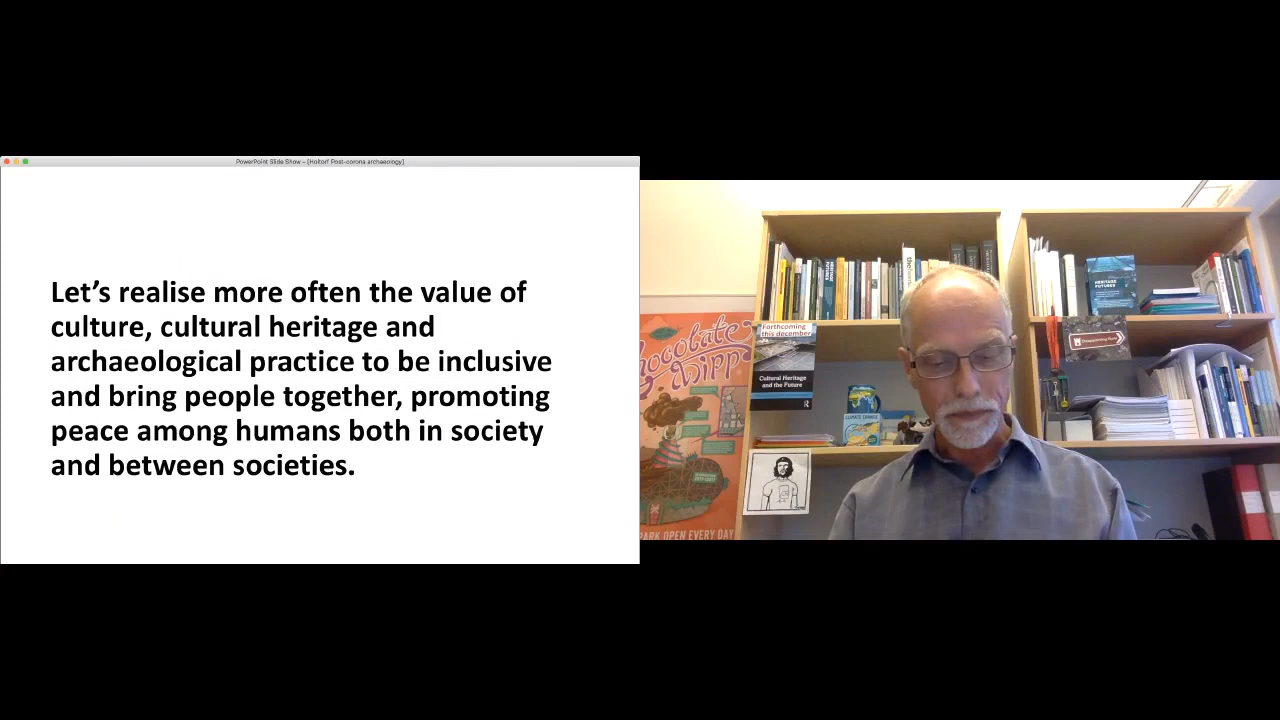 PowerPoint Slide Show – [Holtorf Post-corona archaeology]
Let’s realise more often the value of
culture, cultural heritage and
archaeological practice to be inclusive
and bring people together, promoting
peace among humans both in society
and between societies.
Forthcoming
this december
Cultural Heritage
and the Future
HERITAGE
FUTURES
CLIMATE CHANGE
PARK OPEN EVERY DAY